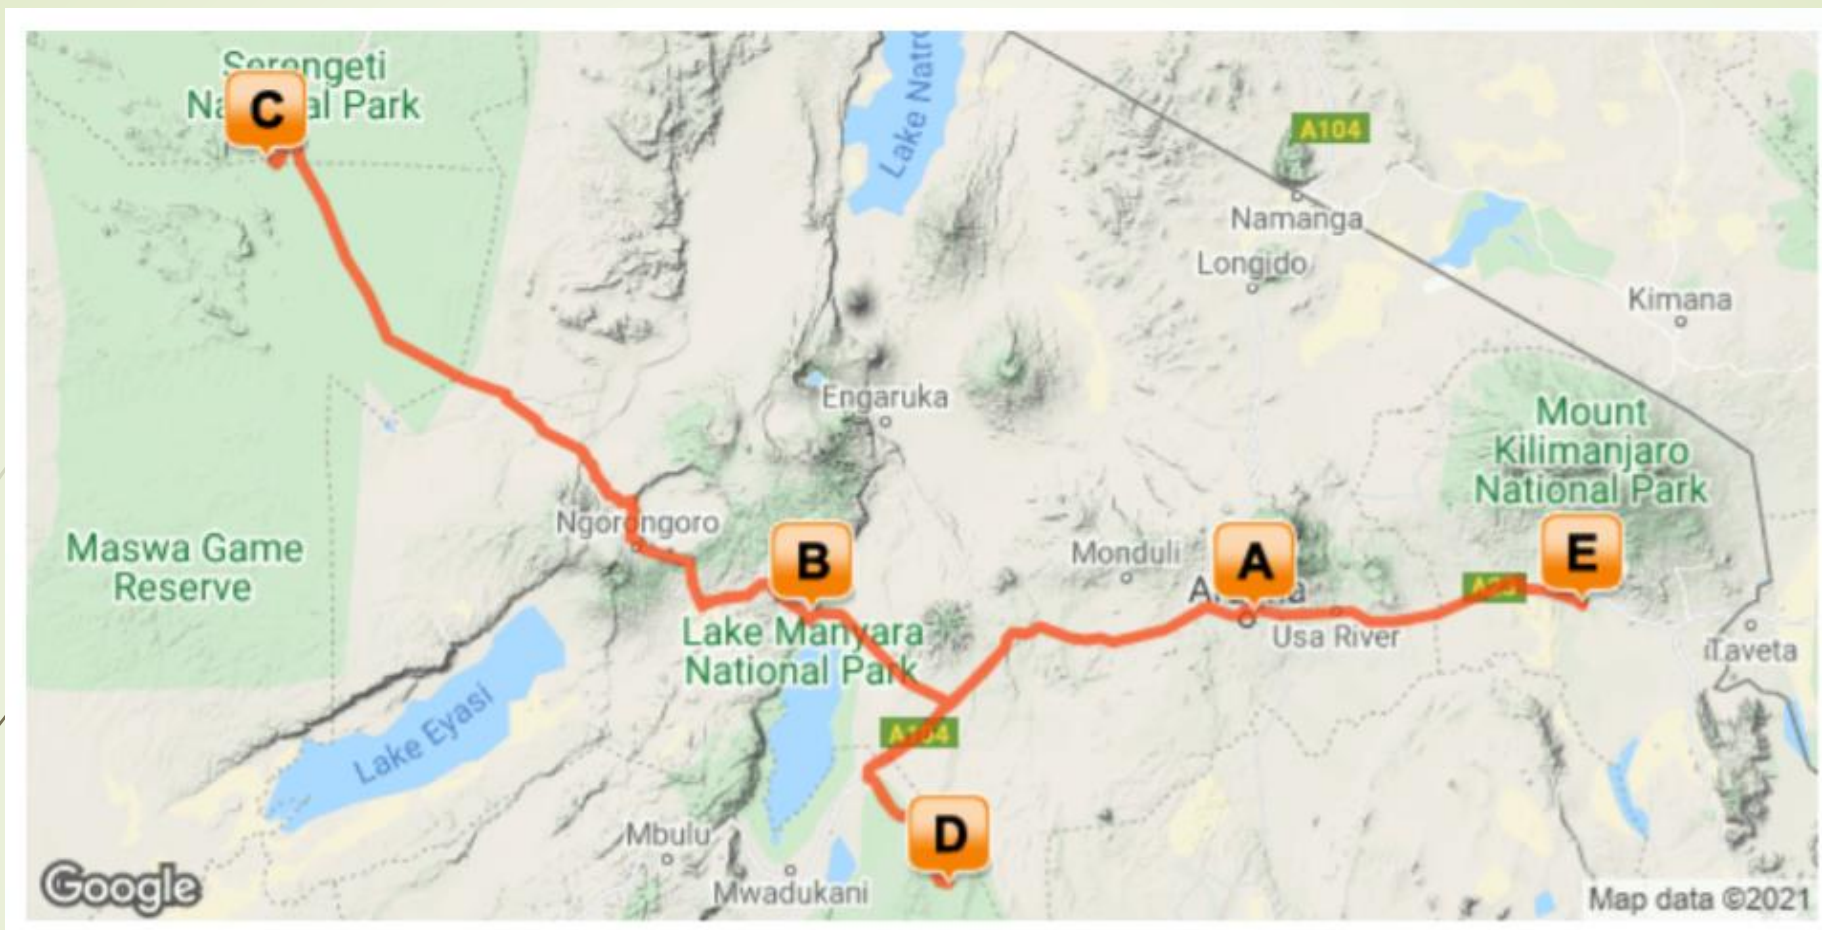 Serengeti
National Park
C
Lake Natro
A104
Namanga
Longido
Kimana
Engaruka
Mount
Kilimanjaro
National Park
Ngorongoro
Maswa Game
Reserve
B
Monduli
A
E
Usa River
Lake Manyara
National Park
Taveta
Lake Eyasi
A104
D
Mbulu
Mwadukani
Google
Map data ©2021